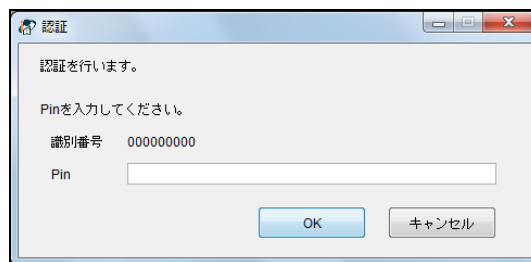 認証
認証を行います。
Pinを入力してください。
識別番号 000000000
Pin
OK キャンセル